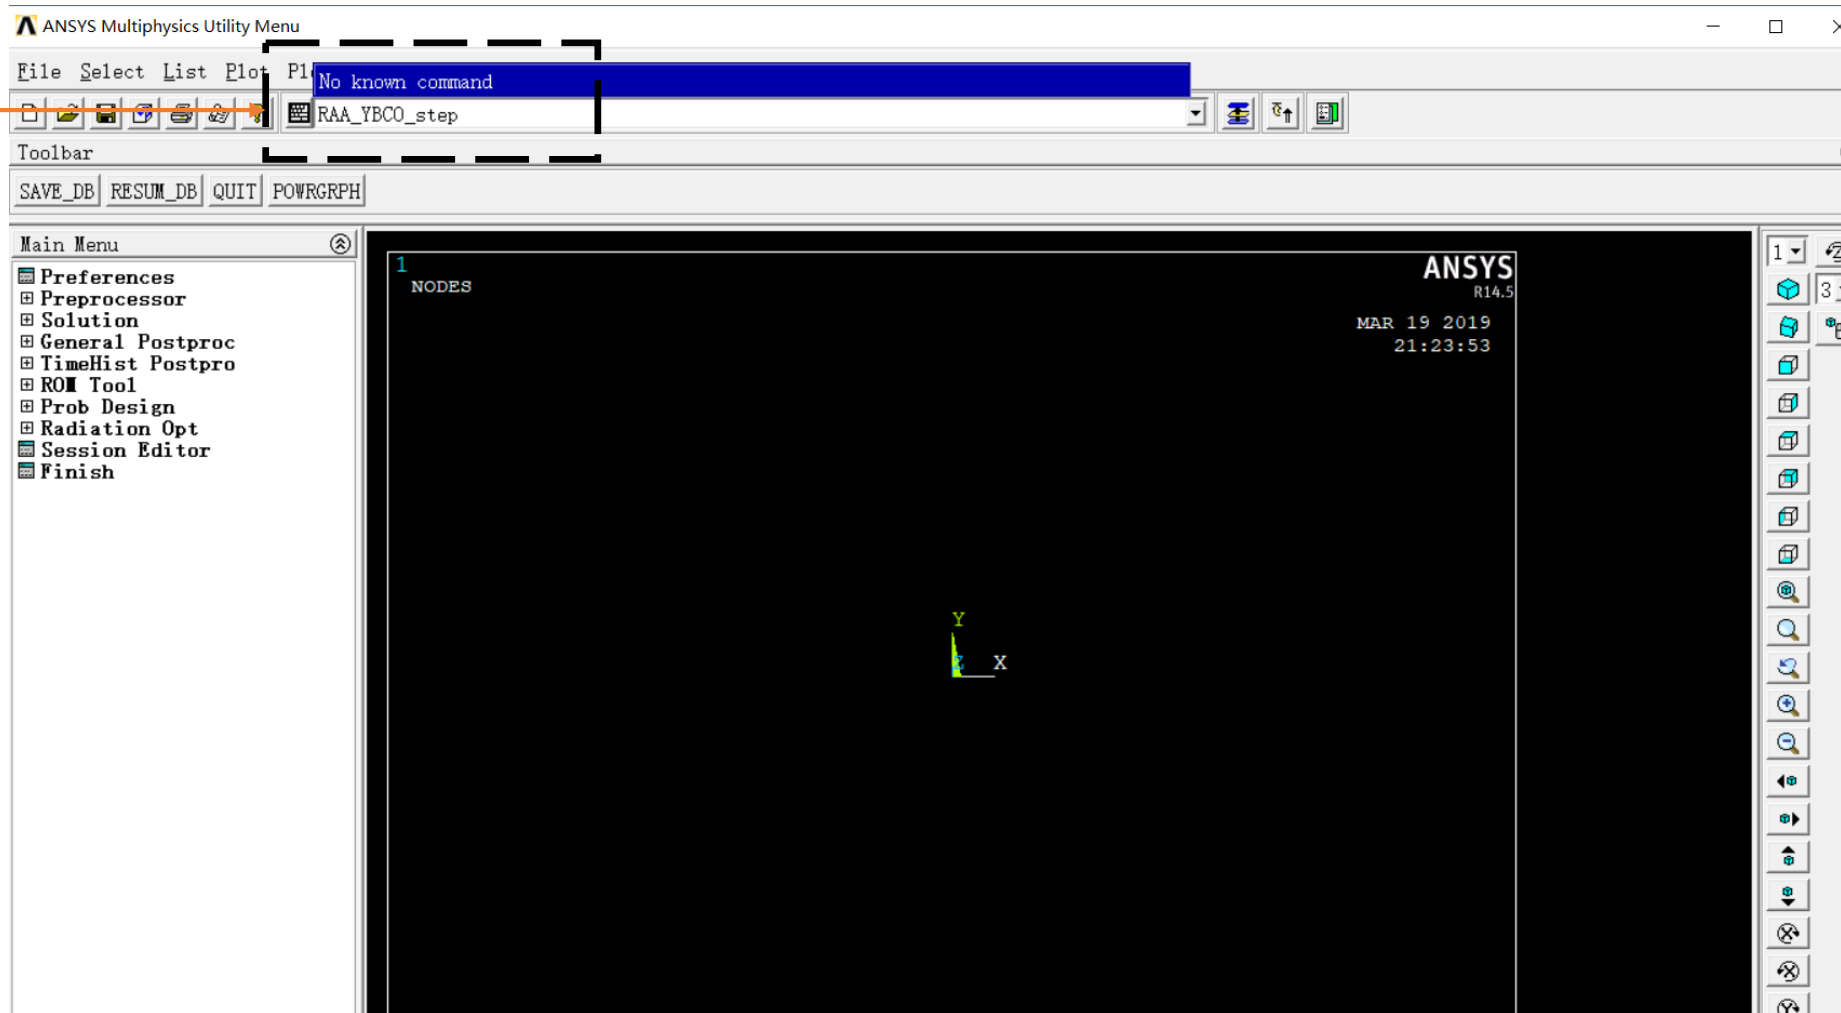 ANSYS Multiphysics Utility Menu
File Select List Plot
No known command
RAA_YBCO_step
Toolbar
SAVE_DB RESUM_DB QUIT POWRGRPH
Main Menu
Preferences
Preprocessor
Solution
General Postproc
TimeHist Postpro
ROM Tool
Prob Design
Radiation Opt
Session Editor
Finish
1
NODES
ANSYS
R14.5
MAR 19 2019
21:23:53
Y
Z X
1
3